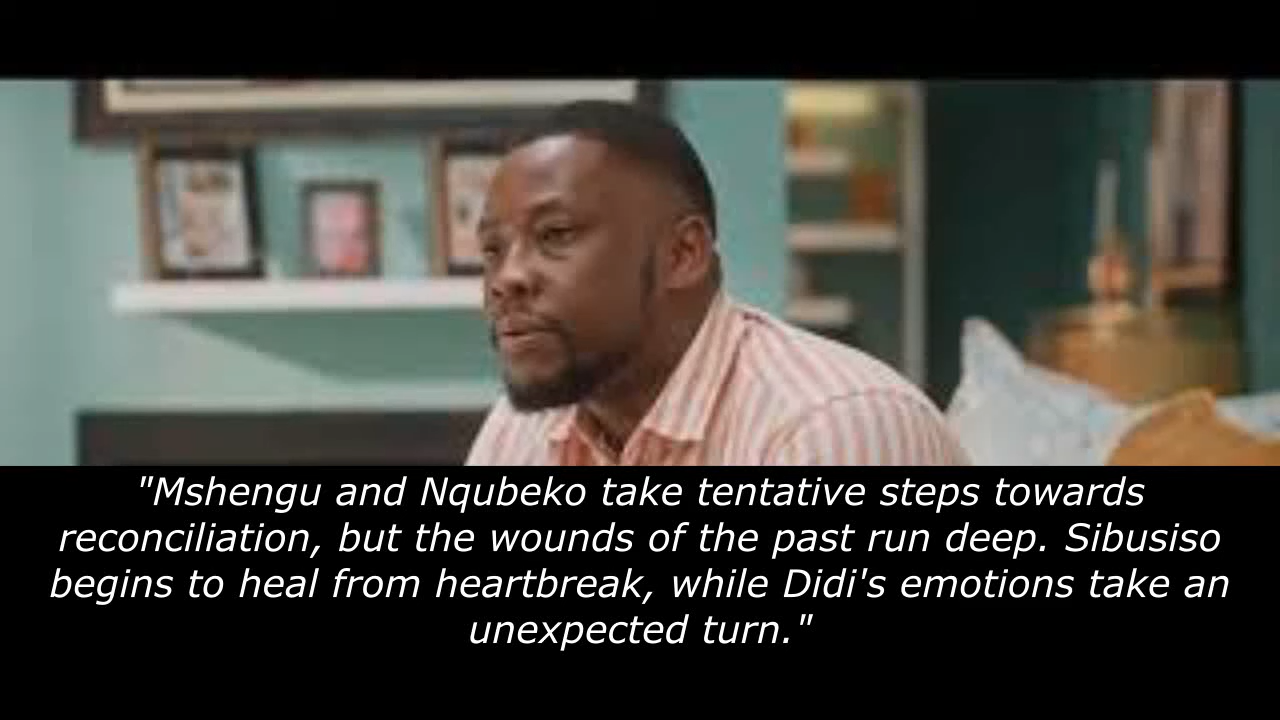 "Mshengu and Nqubeko take tentative steps towards
reconciliation, but the wounds of the past run deep. Sibusiso
begins to heal from heartbreak, while Didi's emotions take an
unexpected turn."